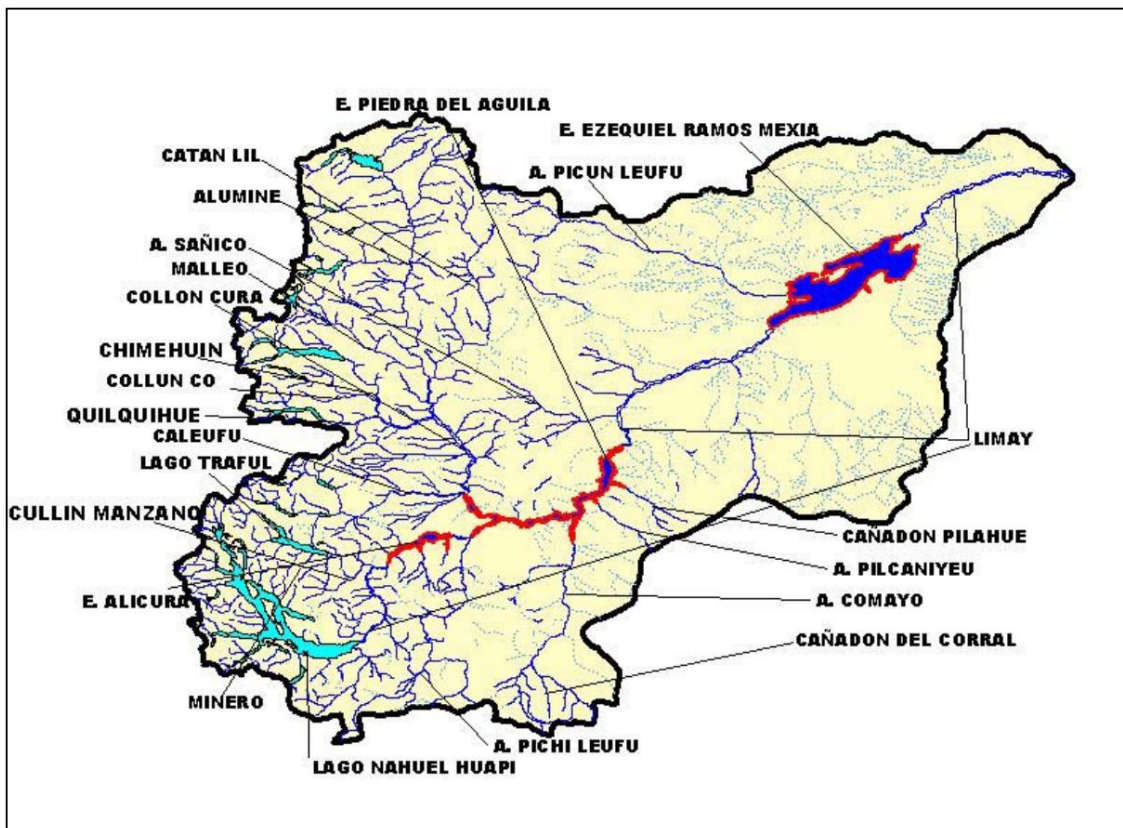 E. PIEDRA DEL AGUILA
E. EZEQUIEL RAMOS MEXIA
CATAN LIL
A. PICUN LEUFU
ALUMINE
A. SAÑICO
MALLEO
COLLON CURA
CHIMEHUIN
COLLUN CO
QUILQUIHUE
CALEUFU
LIMAY
LAGO TRAFUL
CULLIN MANZANO
CAÑADON PILAHUE
A. PILCANIYEU
E. ALICURA
A. COMAYO
CAÑADON DEL CORRAL
MINERO
A. PICHI LEUFU
LAGO NAHUEL HUAPI